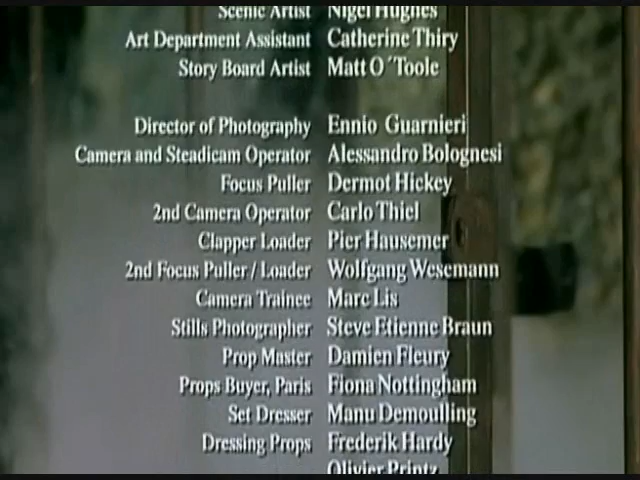 Scenic Artist Nigel Hughes
Art Department Assistant Catherine Thiry
Story Board Artist Matt O´Toole
Director of Photography Ennio Guarnieri
Camera and Steadicam Operator Alessandro Bolognesi
Focus Puller Dermot Hickey
2nd Camera Operator Carlo Thiel
Clapper Loader Pier Hausemer
2nd Focus Puller / Loader Wolfgang Wesemann
Camera Trainee Marc Lis
Stills Photographer Steve Etienne Braun
Prop Master Damien Fleury
Props Buyer, Paris Fiona Nottingham
Set Dresser Manu Demoulling
Dressing Props Frederik Hardy
Olivier Printz